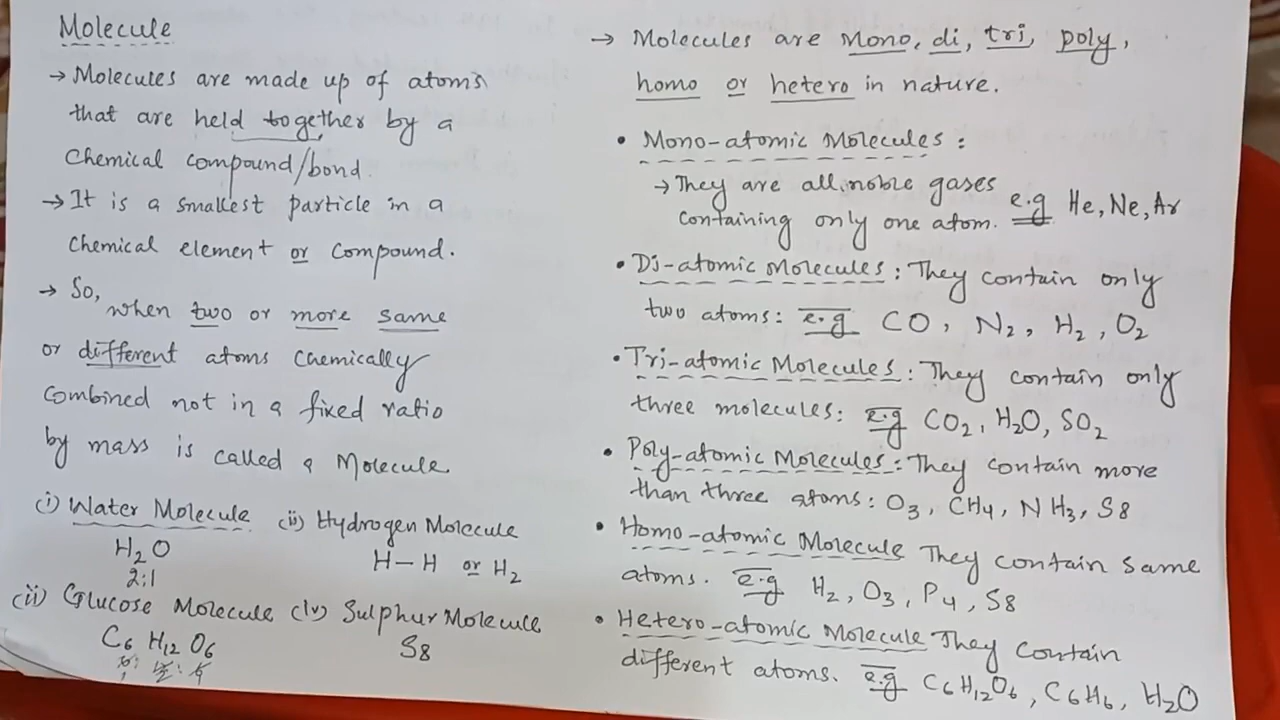 Molecule
→ Molecules are made up of atoms
that are held together by a
Chemical compound/bond.
→ It is a smallest particle in a
Chemical element or Compound.
→ So, when two or more same
or different atoms Chemically
Combined not in a fixed ratio
by mass is called a Molecule
(i) Water Molecule (ii) Hydrogen Molecule
H2O H-H or H2
2:1
(ii) Glucose Molecule (iv) Sulphur Molecule
C6 H12 O6 S8
→ Molecules are Mono, di, tri, poly,
homo or hetero in nature.
• Mono-atomic Molecules:
→ They are all noble gases
Containing only one atom. e.g He, Ne, Ar
• Di-atomic Molecules: They contain only
two atoms: e.g CO, N2, H2, O2
• Tri-atomic Molecules: They contain only
three molecules: e.g CO2, H2O, SO2
• Poly-atomic Molecules: They contain more
than three atoms: O3, CH4, NH3, S8
• Homo-atomic Molecule They Contain Same
atoms. e.g H2, O3, P4, S8
• Hetero-atomic Molecule They Contain
different atoms. e.g C6H12O6, C6H6, H2O